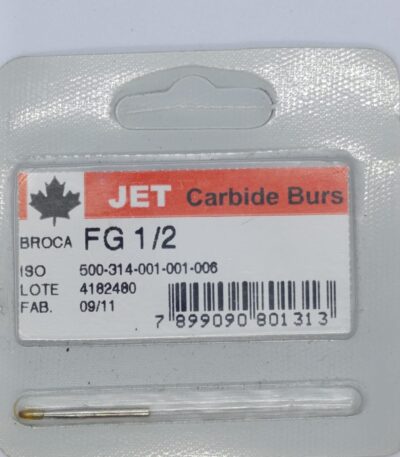 JET Carbide Burs
BROCA FG 1/2
ISO 500-314-001-001-006
LOTE 4182480
FAB. 09/11
7 899090 801313